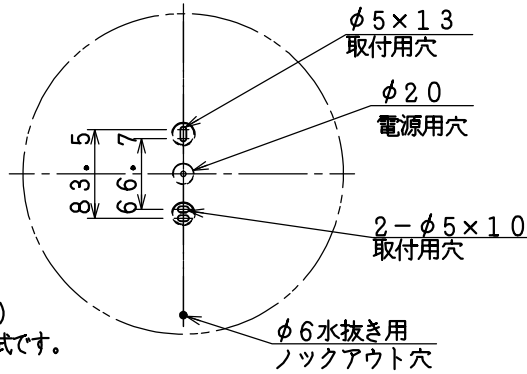 φ5×13
取付用穴
φ20
電源用穴
83.5
66.7
2-φ5×10
取付用穴
)
式です。
φ6水抜き用
ノックアウト穴